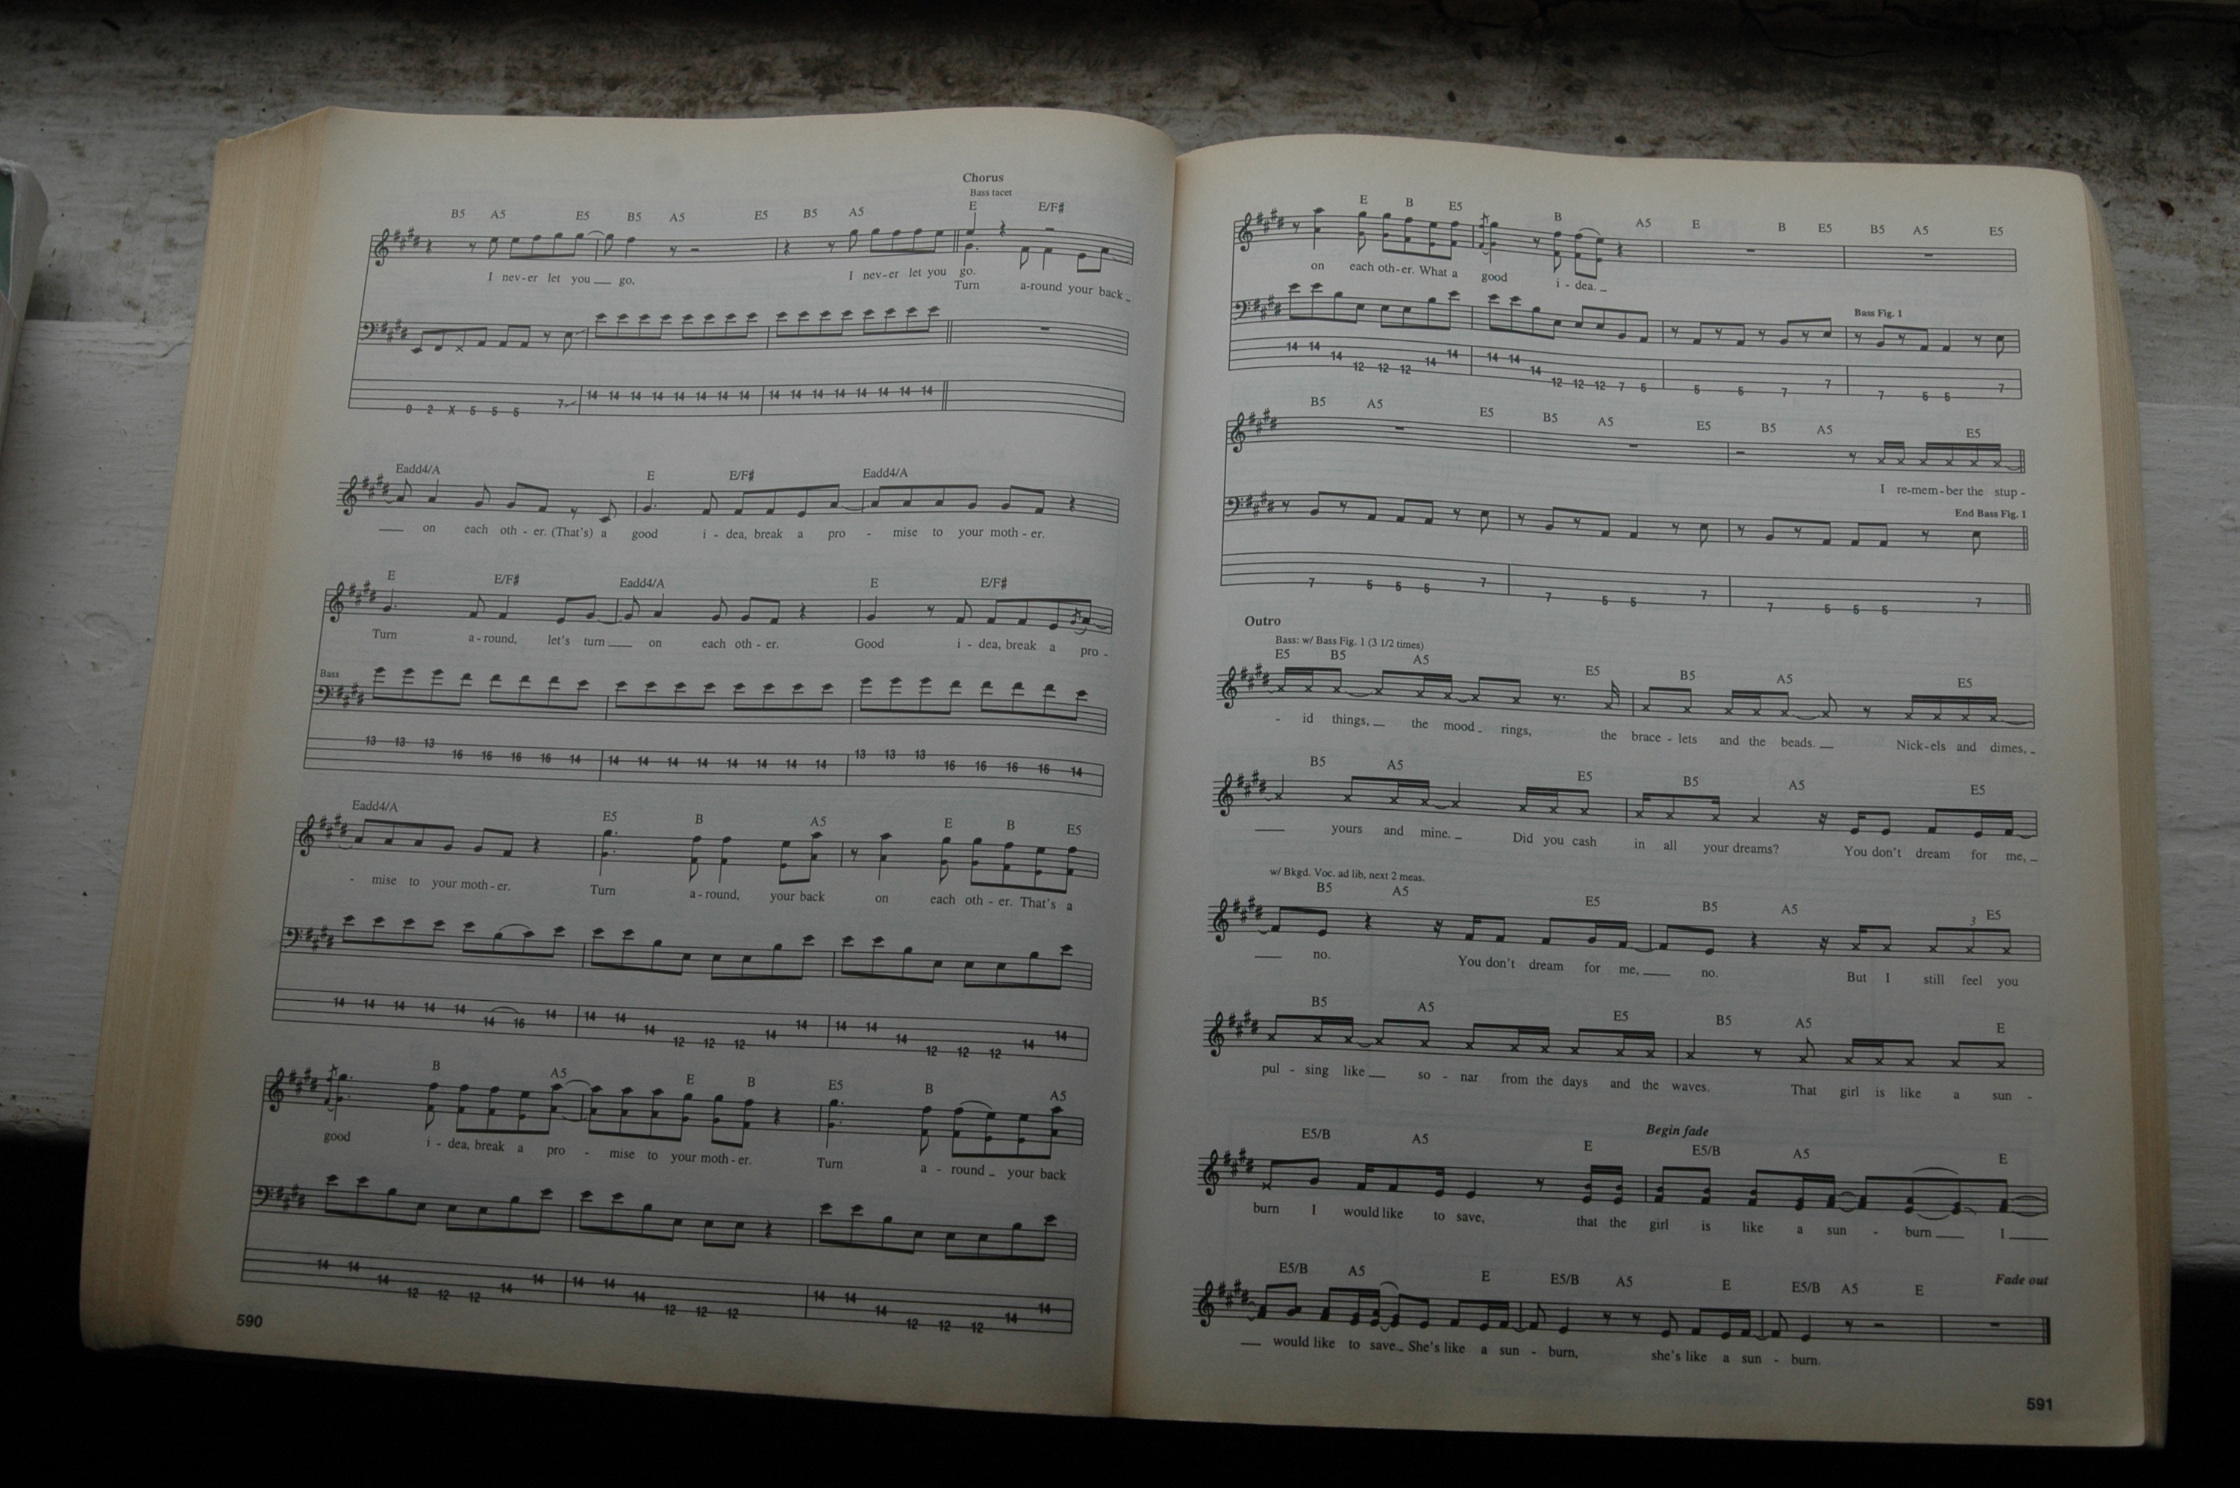 Chorus
Bass tacet
B5 A5 E5 B5 A5 E5 B5 A5 E E/F♯
I nev-er let you go, I nev-er let you go.
Turn a-round your back
0 2 X 5 5 5 7 14 14 14 14 14 14 14 14 14 14 14 14 14 14 14 14
Eadd4/A E E/F♯ Eadd4/A
on each oth-er. (That's) a good i-dea, break a pro - mise to your moth-er.
E E/F♯ Eadd4/A E E/F♯
Turn a-round, let's turn on each oth-er. Good i-dea, break a pro-
Bass
13 13 13 16 16 16 16 14 14 14 14 14 14 14 14 14 13 13 13 16 16 16 16 14
Eadd4/A E5 B A5 E B E5
- mise to your moth-er. Turn a-round, your back on each oth-er. That's a
14 14 14 14 14 14 16 14 14 14 14 12 12 12 14 14 14 14 14 12 12 12 14 14
B A5 E B E5 B A5
good i-dea, break a pro - mise to your moth-er. Turn a - round your back
14 14 14 12 12 12 14 14 14 14 14 12 12 12 14 14 14 12 12 12 14 14
590
E B E5 B A5 E B E5 B5 A5 E5
on each oth-er. What a good i - dea.
Bass Fig. 1
14 14 14 12 12 12 14 14 14 14 14 12 12 12 7 5 5 5 7 7 7 5 5 7
B5 A5 E5 B5 A5 E5 B5 A5 E5
I re-mem-ber the stup-
End Bass Fig. 1
7 5 5 5 7 7 5 5 7 7 5 5 5 7
Outro
Bass: w/ Bass Fig. 1 (3 1/2 times)
E5 B5 A5 E5 B5 A5 E5
- id things, the mood rings, the brace-lets and the beads. Nick-els and dimes,
B5 A5 E5 B5 A5 E5
yours and mine. Did you cash in all your dreams? You don't dream for me,
w/ Bkgd. Voc. ad lib, next 2 meas.
B5 A5 E5 B5 A5 3 E5
no. You don't dream for me, no. But I still feel you
B5 A5 E5 B5 A5 E
pul - sing like so - nar from the days and the waves. That girl is like a sun -
Begin fade
E5/B A5 E E5/B A5 E
burn I would like to save, that the girl is like a sun - burn I
E5/B A5 E E5/B A5 E E5/B A5 E Fade out
would like to save. She's like a sun - burn, she's like a sun - burn.
591